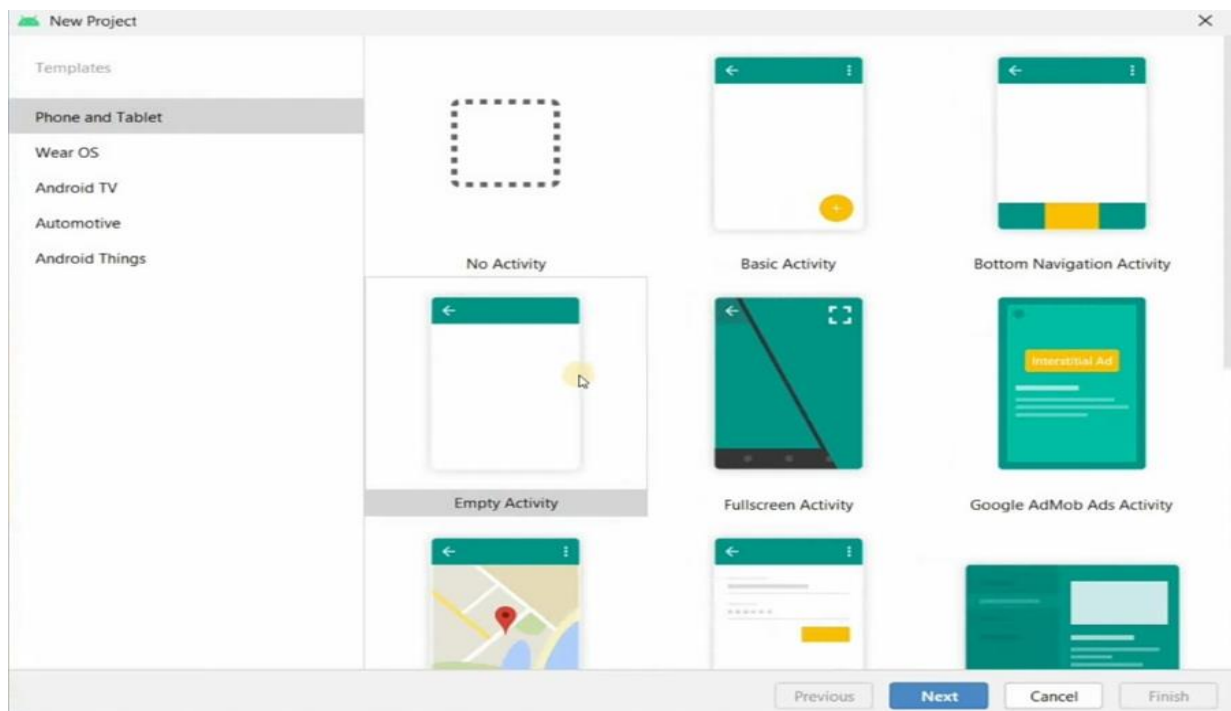 New Project
Templates
Phone and Tablet
Wear OS
Android TV
Automotive
Android Things
No Activity
Basic Activity
Bottom Navigation Activity
Interstitial Ad
Empty Activity
Fullscreen Activity
Google AdMob Ads Activity
Previous
Next
Cancel
Finish